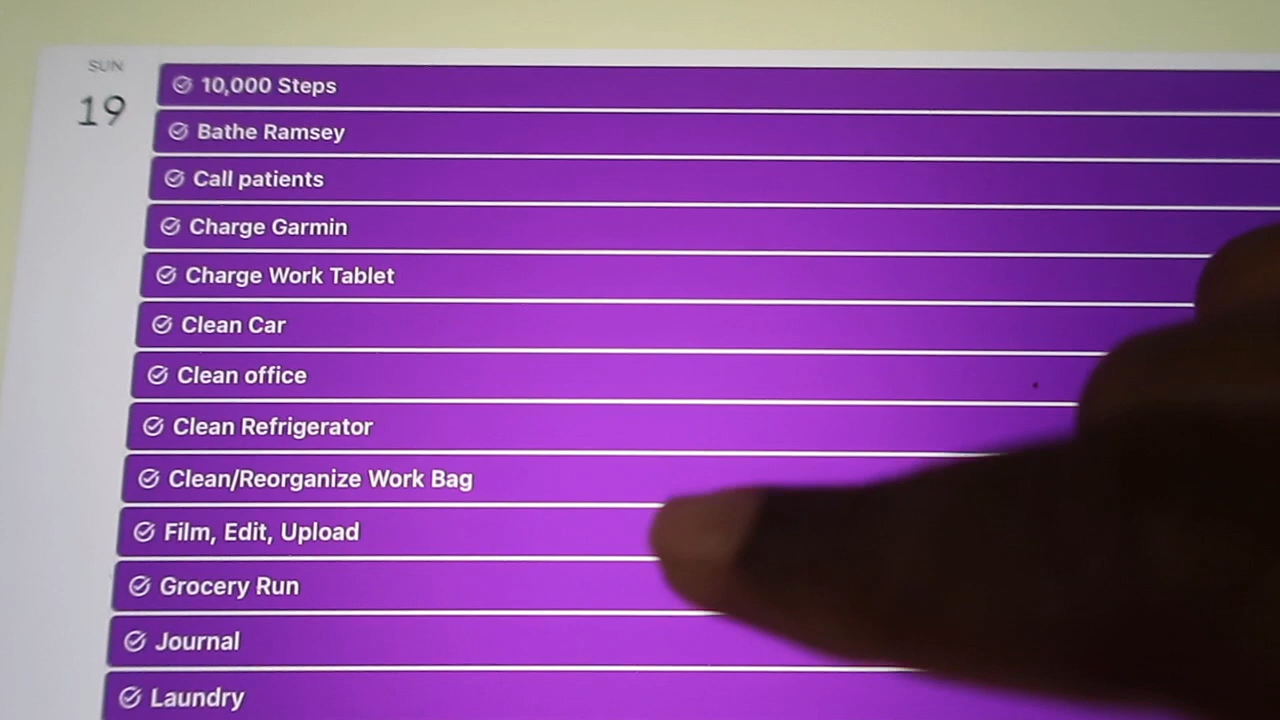 SUN
19
10,000 Steps
Bathe Ramsey
Call patients
Charge Garmin
Charge Work Tablet
Clean Car
Clean office
Clean Refrigerator
Clean/Reorganize Work Bag
Film, Edit, Upload
Grocery Run
Journal
Laundry